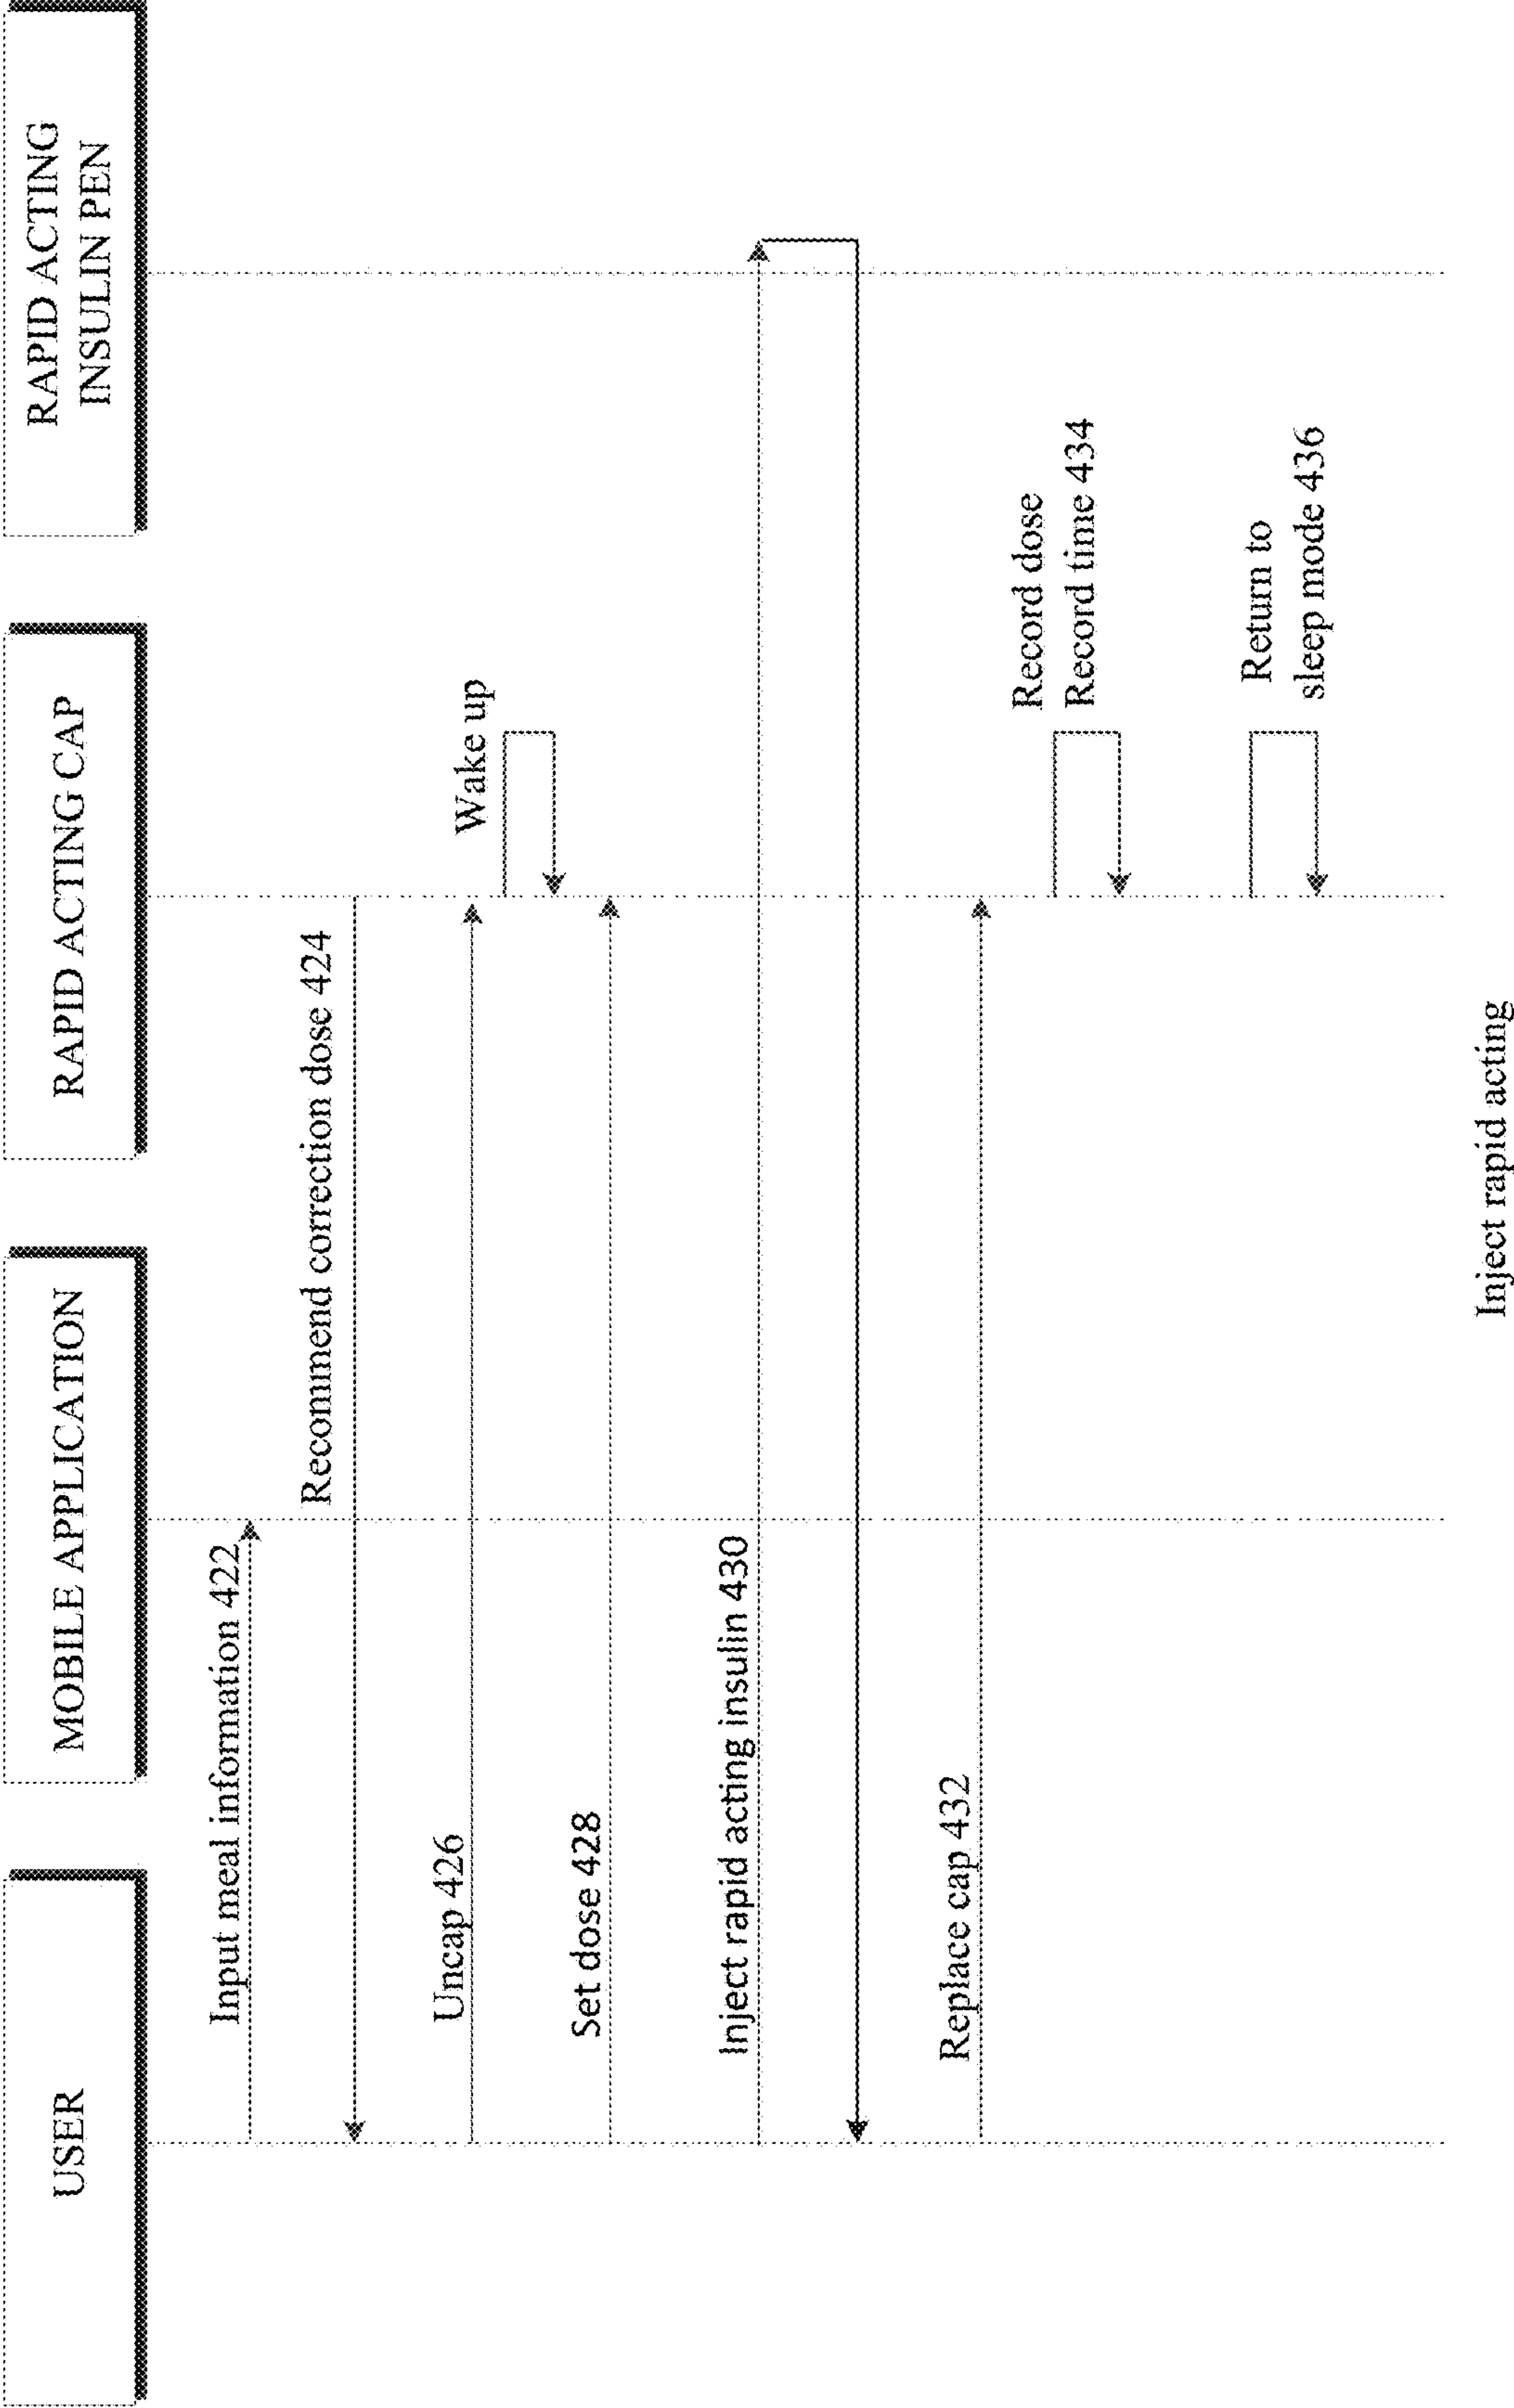 USER
MOBILE APPLICATION
RAPID ACTING CAP
RAPID ACTING
INSULIN PEN
Input meal information 422
Recommend correction dose 424
Uncap 426
Wake up
Set dose 428
Inject rapid acting insulin 430
Replace cap 432
Record dose
Record time 434
Return to
sleep mode 436
Inject rapid acting